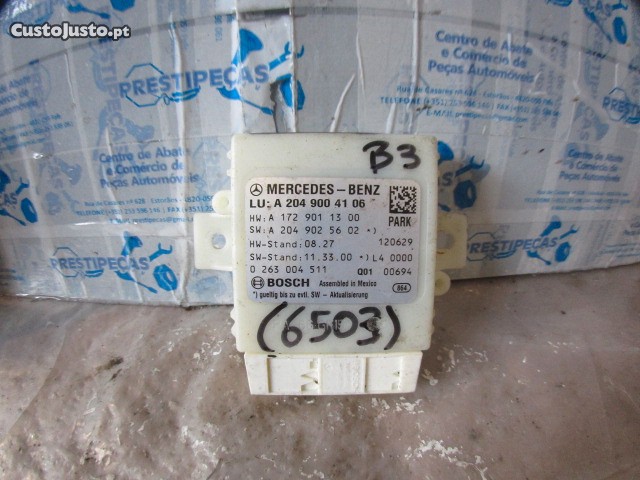 CustoJusto.pt
PRESTIPEÇAS
Centro de Abate
e Comércio de
Peças Automóveis
PRESTIPEÇAS
Centro de Abate
e Comércio de
Peças Automóveis
B3
MERCEDES-BENZ
LU: A 204 900 41 06
HW: A 172 901 13 00
PARK
SW: A 204 902 56 02 *)
HW-Stand: 08.27 120629
SW-Stand: 11.33.00 *) L4 0000
0 263 004 511 Q01 00694
BOSCH Assembled in Mexico 864
*) gueltig bis zu evtl. SW - Aktualisierung
(6503)